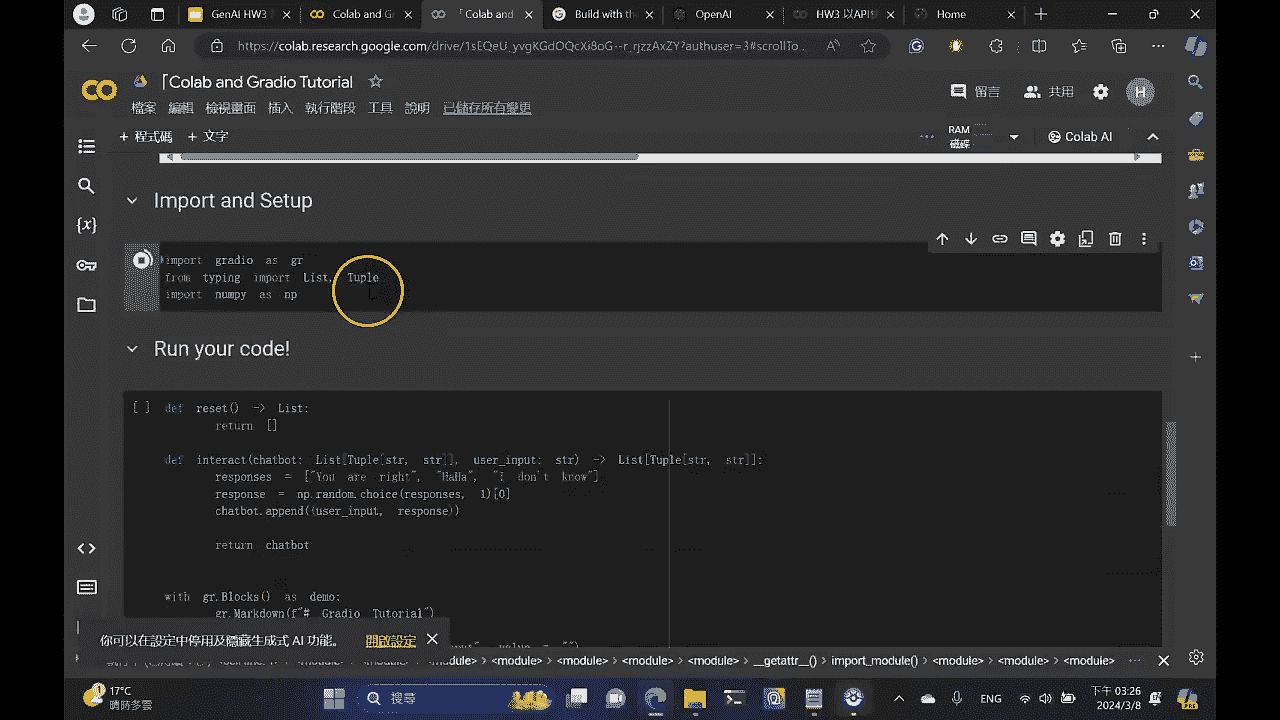 GenAI HW3
Colab and Gr
「Colab and
Build with the
OpenAI
HW3 以API
Home
https://colab.research.google.com/drive/1sEQeU_yvgKGdOQcXi8oG--r_rjzzAxZY?authuser=3#scrollTo...
「Colab and Gradio Tutorial
檔案 編輯 檢視畫面 插入 執行階段 工具 說明 已儲存所有變更
留言
共用
H
+ 程式碼 + 文字
RAM
磁碟
Colab AI
Import and Setup
import gradio as gr
from typing import List, Tuple
import numpy as np
Run your code!
[ ] def reset() -> List:
return []
def interact(chatbot: List[Tuple[str, str]], user_input: str) -> List[Tuple[str, str]]:
responses = ["You are right", "HaHa", "I don't know"]
response = np.random.choice(responses, 1)[0]
chatbot.append((user_input, response))
return chatbot
with gr.Blocks() as demo:
gr.Markdown(f"# Gradio Tutorial")
你可以在設定中停用及隱藏生成式 AI 功能。 開啟設定
<module> > <module> > <module> > <module> > __getattr__() > import_module() > <module> > <module> > <module>
17°C
晴時多雲
搜尋
ENG
下午 03:26
2024/3/8